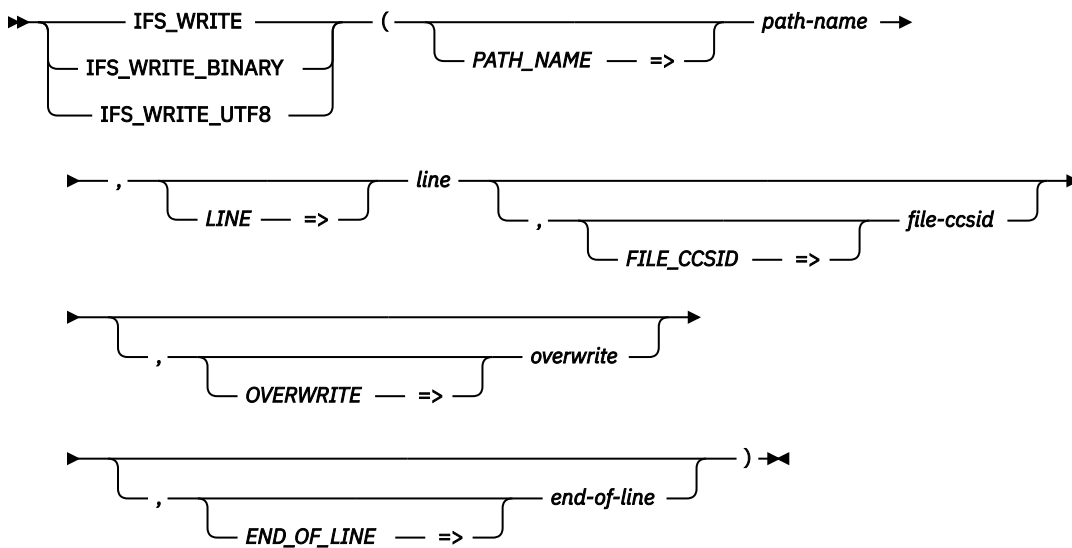 IFS_WRITE ( path-name
PATH_NAME =>
IFS_WRITE_BINARY
IFS_WRITE_UTF8
, line
LINE => , file-ccsid
FILE_CCSID =>
, overwrite
OVERWRITE =>
)
, end-of-line
END_OF_LINE =>